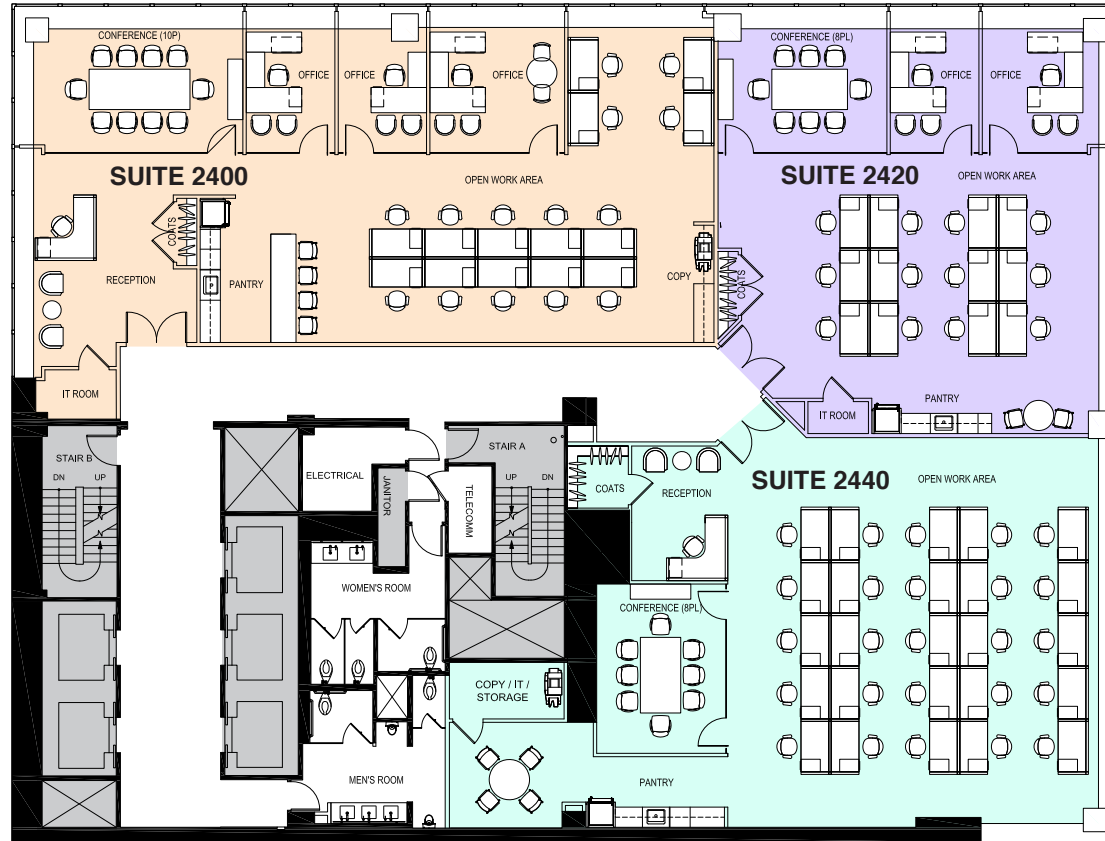 CONFERENCE (10P)
OFFICE
OFFICE
OFFICE
CONFERENCE (8PL)
OFFICE
OFFICE
SUITE 2400
OPEN WORK AREA
SUITE 2420
OPEN WORK AREA
COATS
RECEPTION
PANTRY
COPY
COATS
IT ROOM
PANTRY
IT ROOM
STAIR B
DN
UP
ELECTRICAL
JANITOR
TELECOMM
STAIR A
UP
DN
COATS
RECEPTION
SUITE 2440
OPEN WORK AREA
WOMEN'S ROOM
CONFERENCE (8PL)
COPY / IT /
STORAGE
MEN'S ROOM
PANTRY